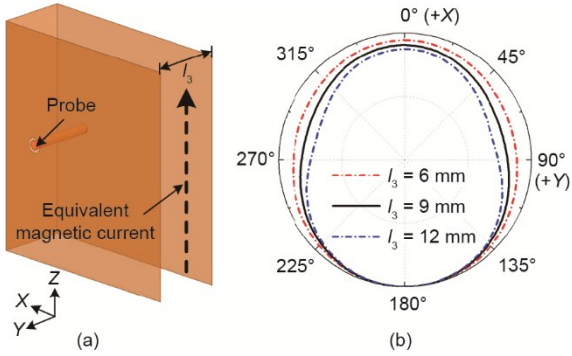 l₃
Probe
Equivalent
magnetic current
Z
X
Y
(a)
0° (+X)
315°
45°
270°
90°
(+Y)
l₃ = 6 mm
l₃ = 9 mm
l₃ = 12 mm
225°
135°
180°
(b)